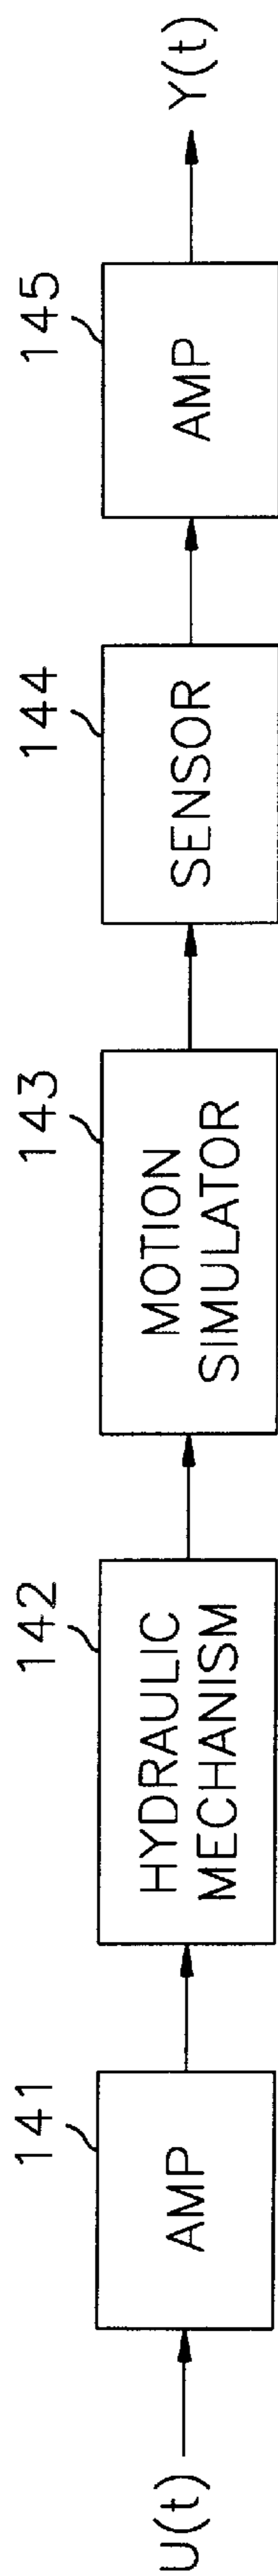 U(t)
141
AMP
142
HYDRAULIC
MECHANISM
143
MOTION
SIMULATOR
144
SENSOR
145
AMP
Y(t)